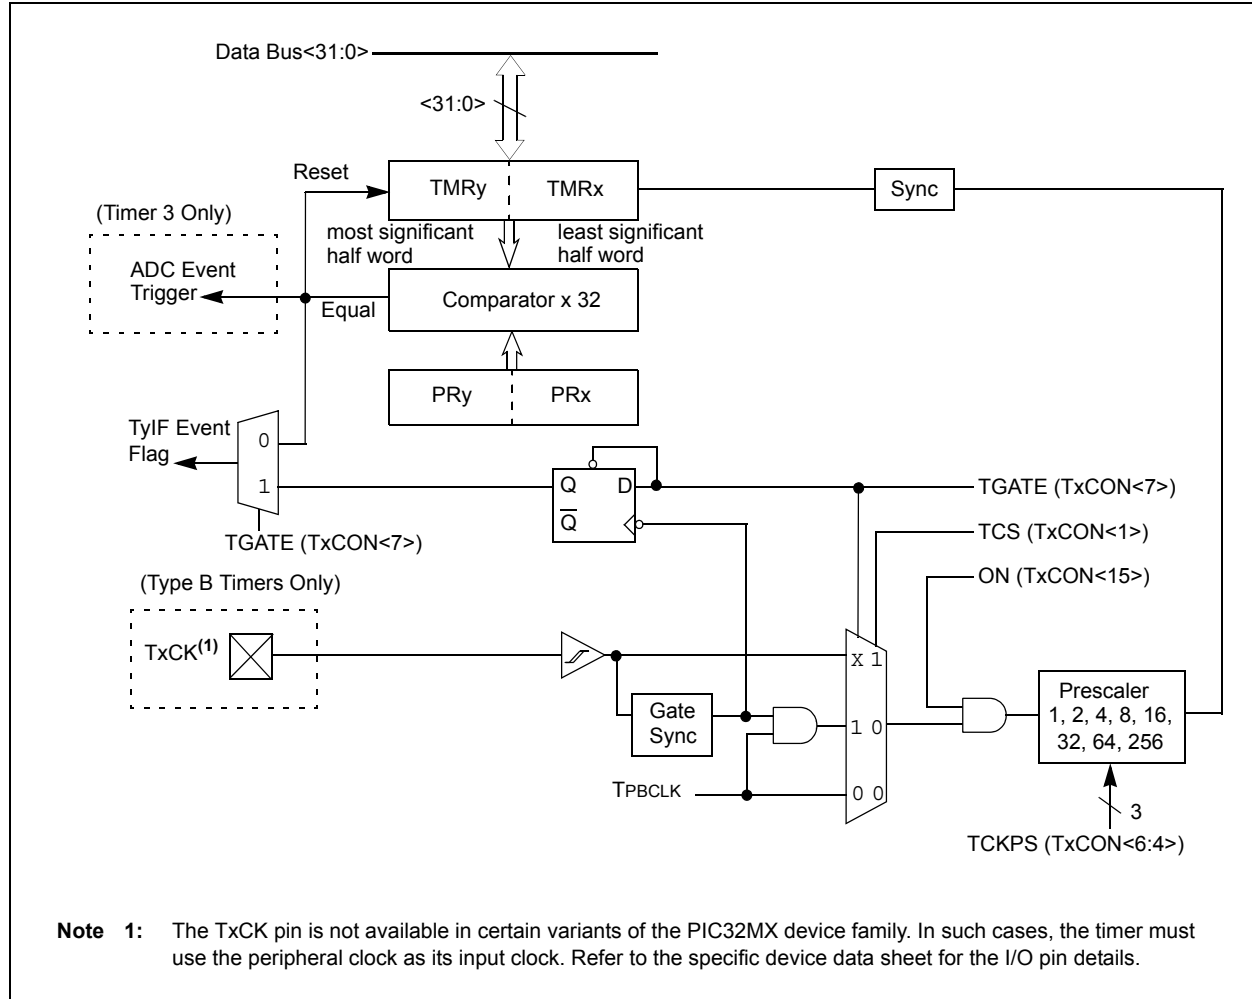 Data Bus<31:0>
<31:0>
Reset
TMRy
TMRx
Sync
(Timer 3 Only)
most significant
half word
least significant
half word
ADC Event
Trigger
Equal
Comparator x 32
PRy
PRx
TyIF Event
Flag
0
1
Q
D
Q̅
TGATE (TxCON<7>)
TGATE (TxCON<7>)
TCS (TxCON<1>)
ON (TxCON<15>)
(Type B Timers Only)
TxCK(1)
X 1
Gate
Sync
1 0
Prescaler
1, 2, 4, 8, 16,
32, 64, 256
TPBCLK
0 0
3
TCKPS (TxCON<6:4>)
Note 1: The TxCK pin is not available in certain variants of the PIC32MX device family. In such cases, the timer must
use the peripheral clock as its input clock. Refer to the specific device data sheet for the I/O pin details.